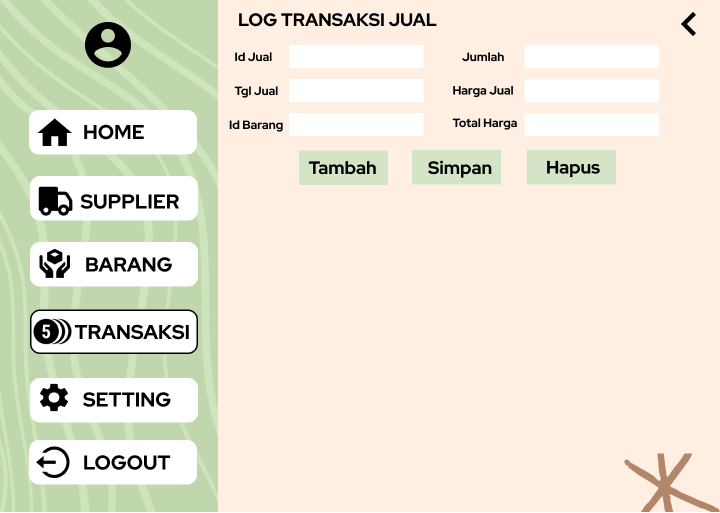 LOG TRANSAKSI JUAL
Id Jual
Jumlah
Tgl Jual
Harga Jual
Id Barang
Total Harga
Tambah
Simpan
Hapus
HOME
SUPPLIER
BARANG
5
TRANSAKSI
SETTING
LOGOUT